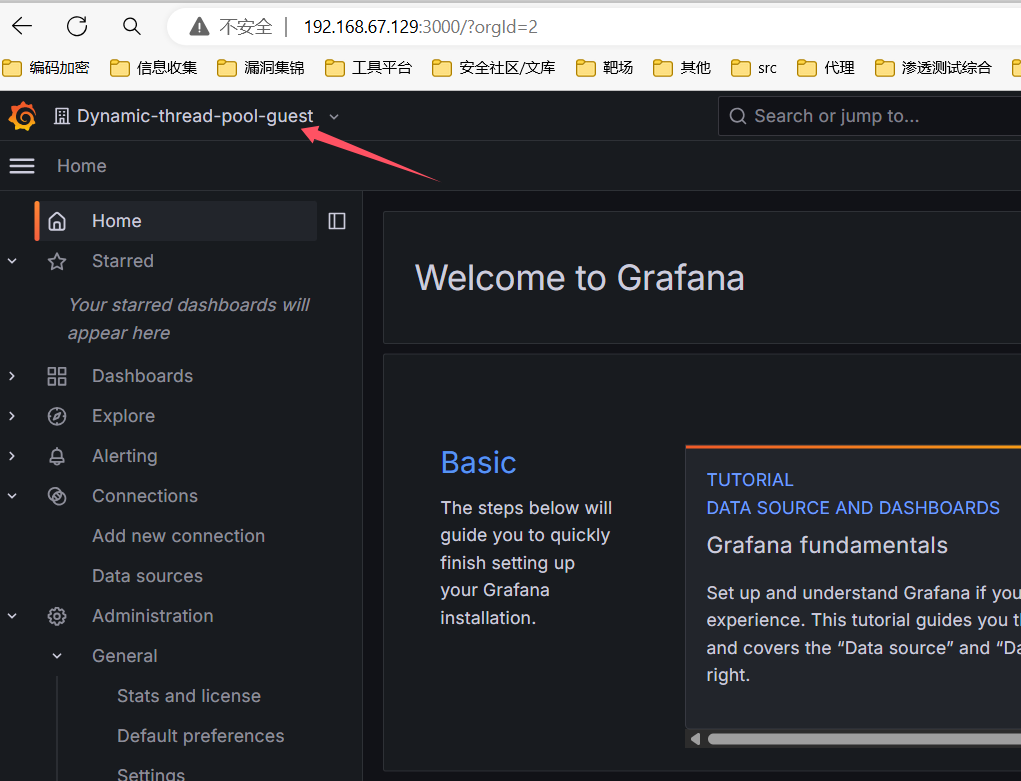 不安全 192.168.67.129:3000/?orgId=2
编码加密 信息收集 漏洞集锦 工具平台 安全社区/文库 靶场 其他 src 代理 渗透测试综合
Dynamic-thread-pool-guest Search or jump to...
Home
Home
Starred
Your starred dashboards will
appear here
Dashboards
Explore
Alerting
Connections
Add new connection
Data sources
Administration
General
Stats and license
Default preferences
Settings
Welcome to Grafana
Basic
The steps below will
guide you to quickly
finish setting up
your Grafana
installation.
TUTORIAL
DATA SOURCE AND DASHBOARDS
Grafana fundamentals
Set up and understand Grafana if you
experience. This tutorial guides you t
and covers the “Data source” and “Da
right.